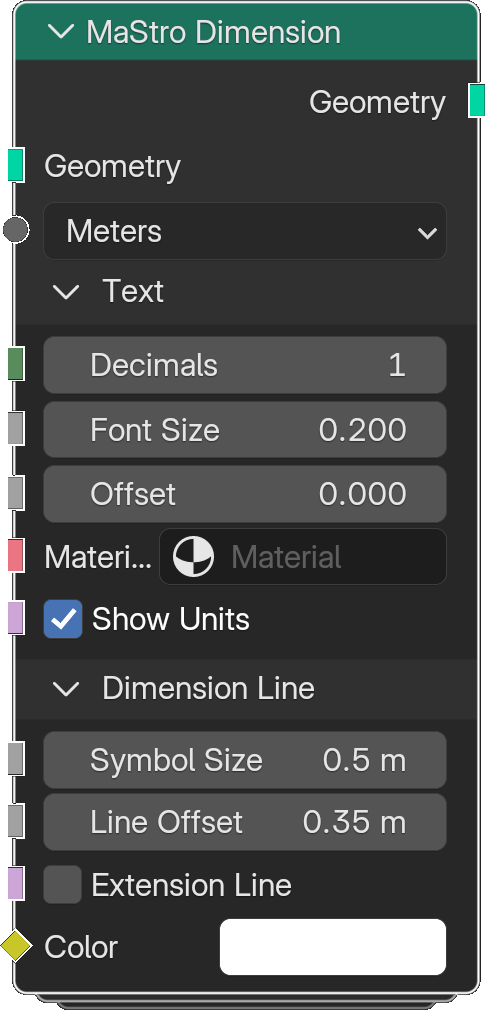 MaStro Dimension
Geometry
Geometry
Meters
Text
Decimals 1
Font Size 0.200
Offset 0.000
Materi... Material
Show Units
Dimension Line
Symbol Size 0.5 m
Line Offset 0.35 m
Extension Line
Color